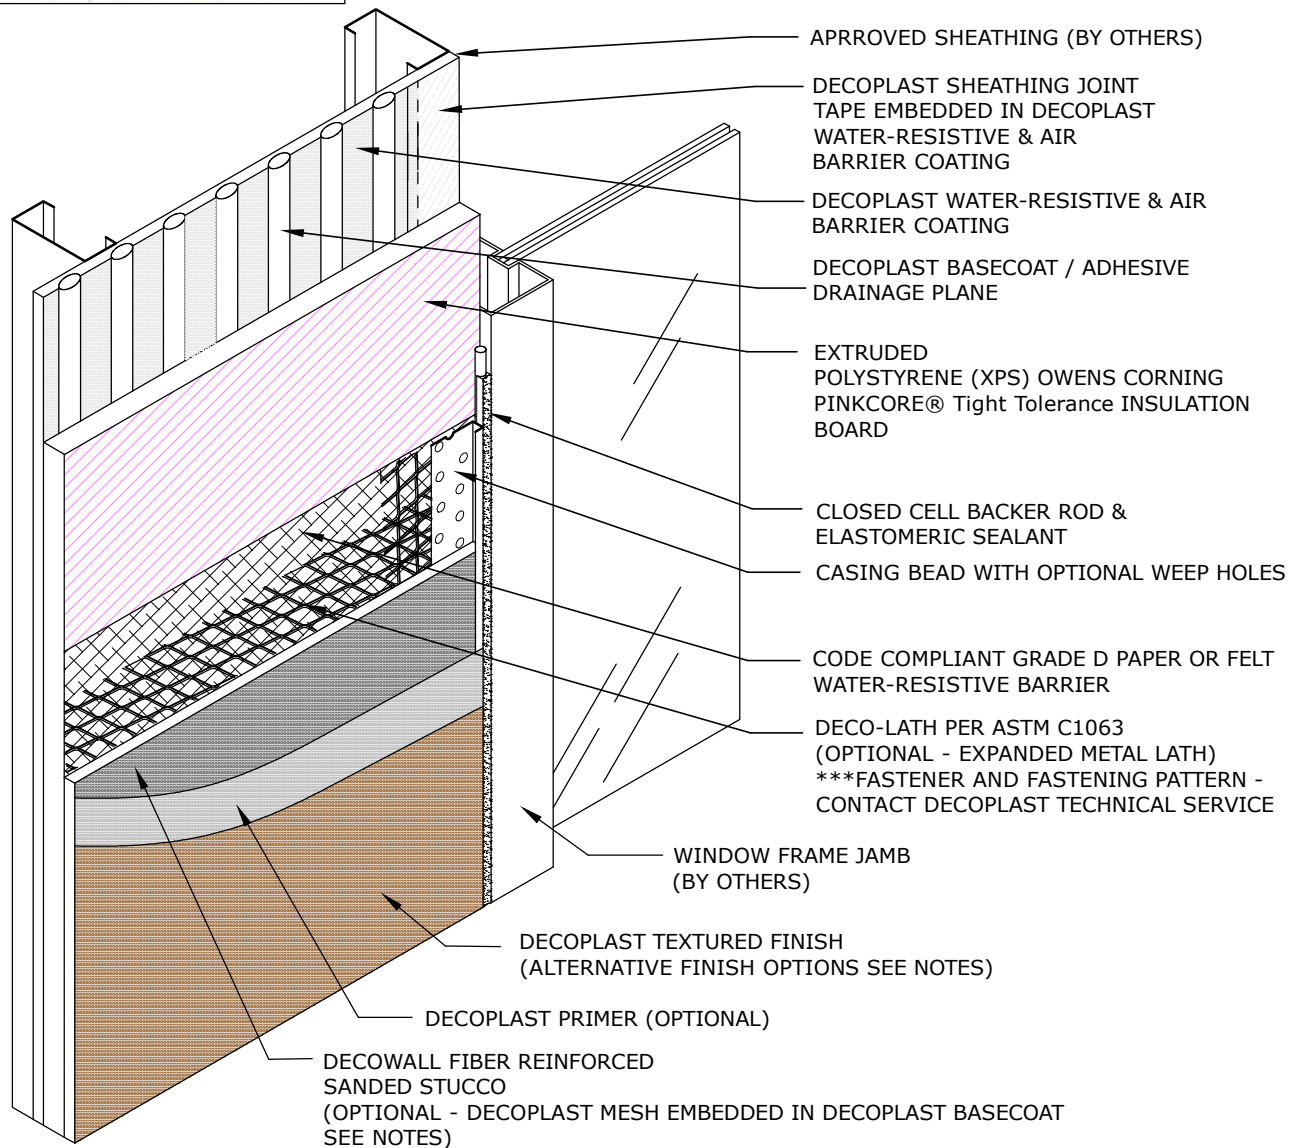 APRROVED SHEATHING (BY OTHERS)
DECOPLAST SHEATHING JOINT
TAPE EMBEDDED IN DECOPLAST
WATER-RESISTIVE & AIR
BARRIER COATING
DECOPLAST WATER-RESISTIVE & AIR
BARRIER COATING
DECOPLAST BASECOAT / ADHESIVE
DRAINAGE PLANE
EXTRUDED
POLYSTYRENE (XPS) OWENS CORNING
PINKCORE® Tight Tolerance INSULATION
BOARD
CLOSED CELL BACKER ROD &
ELASTOMERIC SEALANT
CASING BEAD WITH OPTIONAL WEEP HOLES
CODE COMPLIANT GRADE D PAPER OR FELT
WATER-RESISTIVE BARRIER
DECO-LATH PER ASTM C1063
(OPTIONAL - EXPANDED METAL LATH)
***FASTENER AND FASTENING PATTERN -
CONTACT DECOPLAST TECHNICAL SERVICE
WINDOW FRAME JAMB
(BY OTHERS)
DECOPLAST TEXTURED FINISH
(ALTERNATIVE FINISH OPTIONS SEE NOTES)
DECOPLAST PRIMER (OPTIONAL)
DECOWALL FIBER REINFORCED
SANDED STUCCO
(OPTIONAL - DECOPLAST MESH EMBEDDED IN DECOPLAST BASECOAT
SEE NOTES)